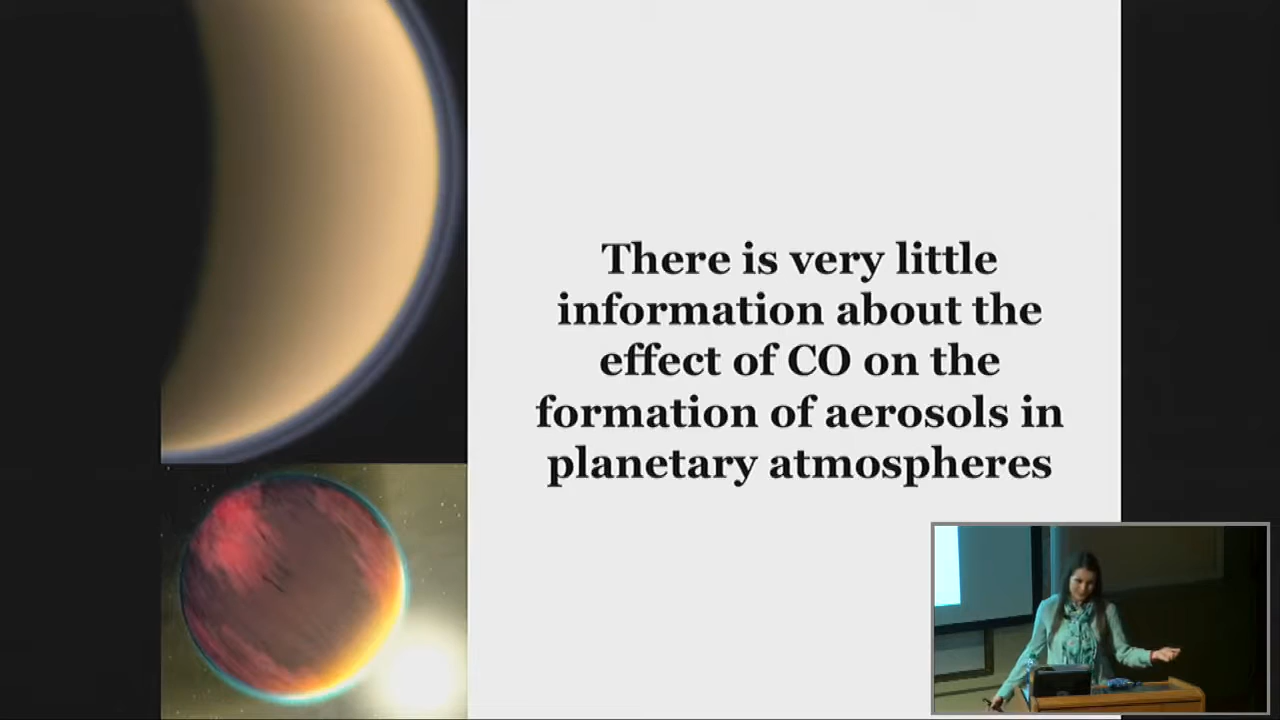 There is very little
information about the
effect of CO on the
formation of aerosols in
planetary atmospheres